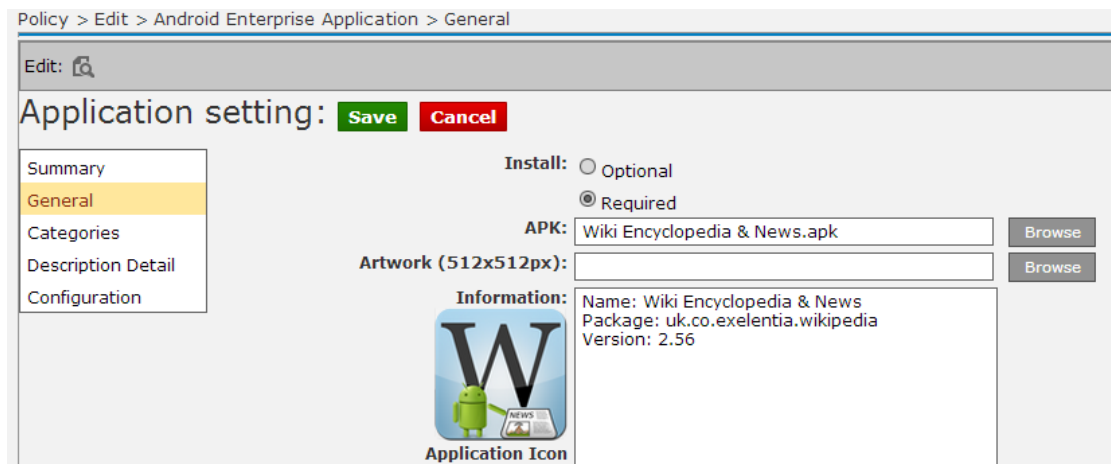 Policy > Edit > Android Enterprise Application > General
Edit:
Application setting: Save Cancel
Summary
General
Categories
Description Detail
Configuration
Install: Optional
Required
APK: Wiki Encyclopedia & News.apk Browse
Artwork (512x512px): Browse
Information: Name: Wiki Encyclopedia & News
Package: uk.co.exelentia.wikipedia
Version: 2.56
W
NEWS
Application Icon